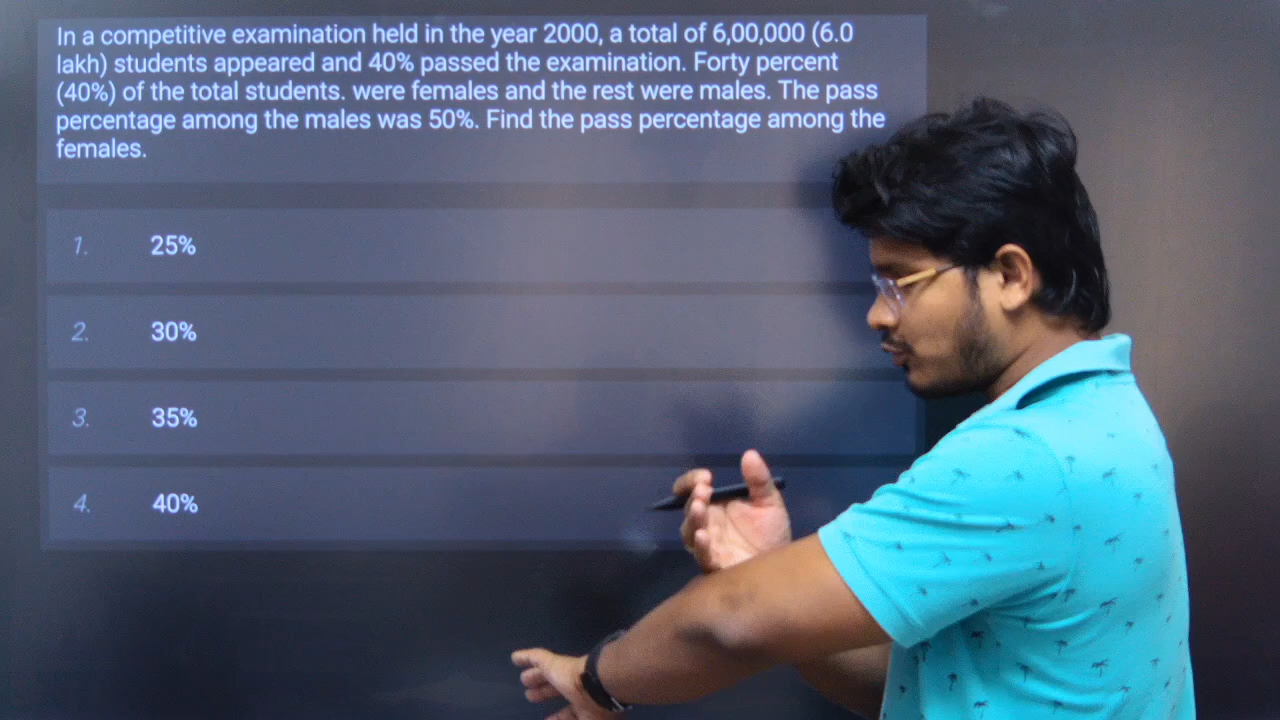 In a competitive examination held in the year 2000, a total of 6,00,000 (6.0
lakh) students appeared and 40% passed the examination. Forty percent
(40%) of the total students. were females and the rest were males. The pass
percentage among the males was 50%. Find the pass percentage among the
females.
1. 25%
2. 30%
3. 35%
4. 40%